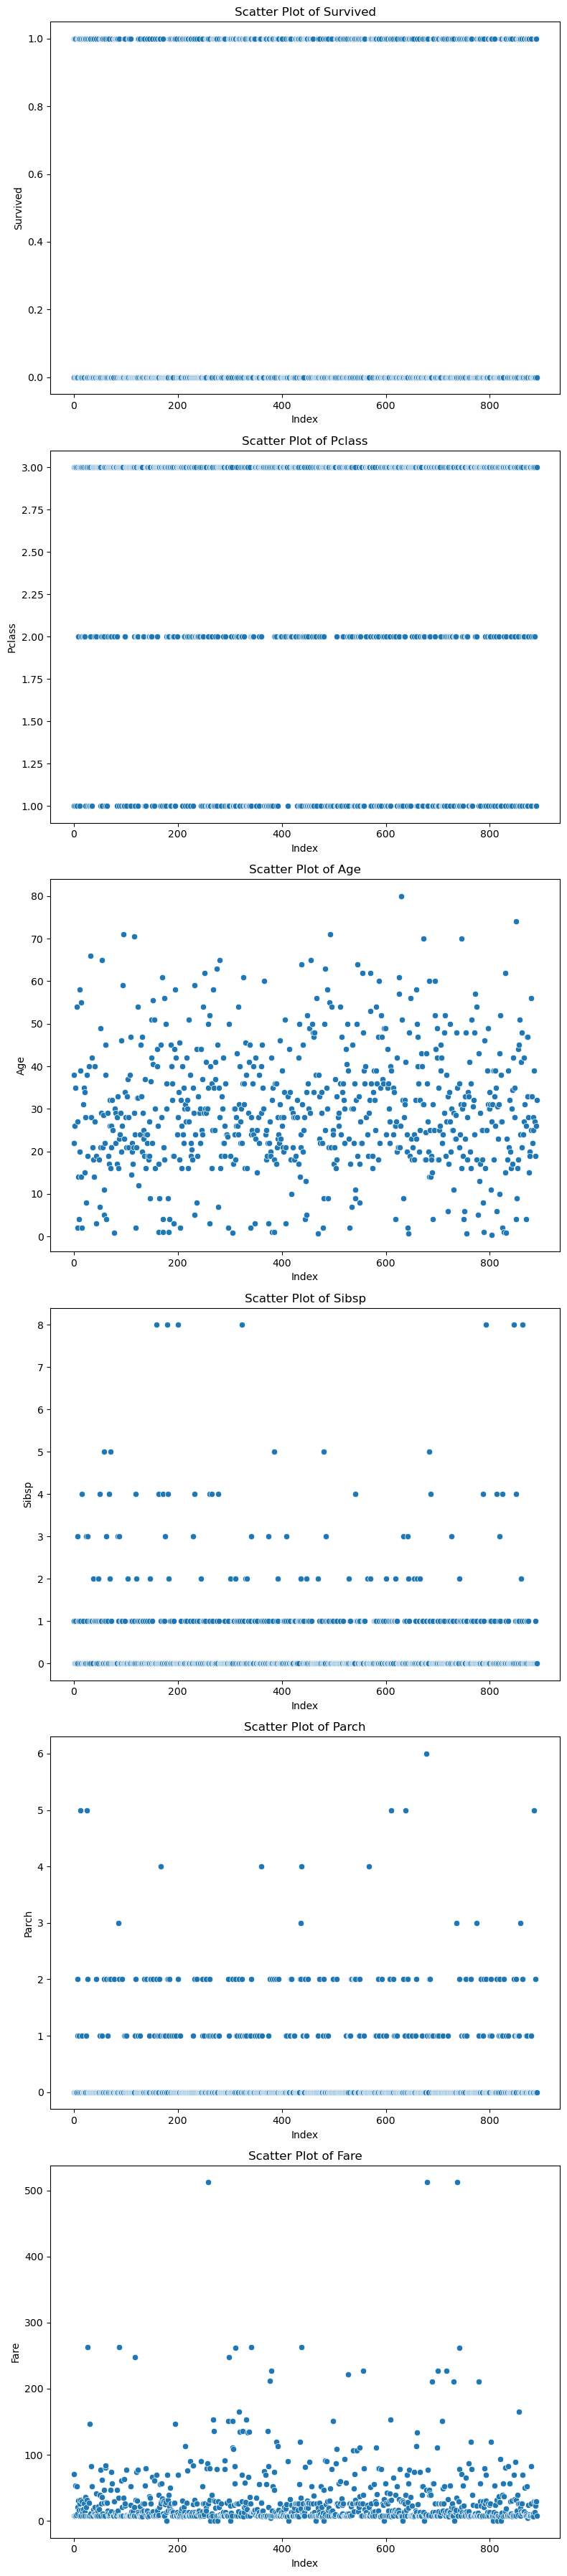 Scatter Plot of Survived
1.0
0.8
0.6
0.4
0.2
0.0
Survived
0 200 400 600 800
Index
Scatter Plot of Pclass
3.00
2.75
2.50
2.25
2.00
1.75
1.50
1.25
1.00
Pclass
0 200 400 600 800
Index
Scatter Plot of Age
80
70
60
50
40
30
20
10
0
Age
0 200 400 600 800
Index
Scatter Plot of Sibsp
8
7
6
5
4
3
2
1
0
Sibsp
0 200 400 600 800
Index
Scatter Plot of Parch
6
5
4
3
2
1
0
Parch
0 200 400 600 800
Index
Scatter Plot of Fare
500
400
300
200
100
0
Fare
0 200 400 600 800
Index